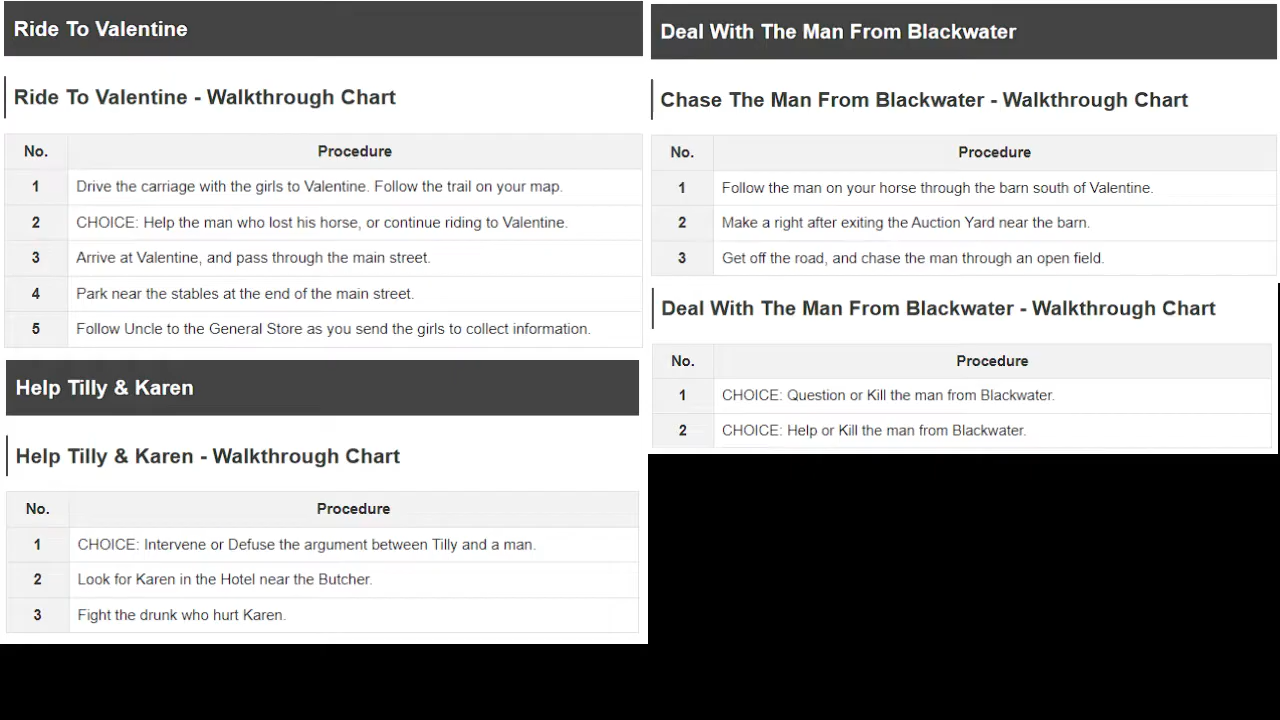 Ride To Valentine
Ride To Valentine - Walkthrough Chart
No. Procedure
1 Drive the carriage with the girls to Valentine. Follow the trail on your map.
2 CHOICE: Help the man who lost his horse, or continue riding to Valentine.
3 Arrive at Valentine, and pass through the main street.
4 Park near the stables at the end of the main street.
5 Follow Uncle to the General Store as you send the girls to collect information.
Help Tilly & Karen
Help Tilly & Karen - Walkthrough Chart
No. Procedure
1 CHOICE: Intervene or Defuse the argument between Tilly and a man.
2 Look for Karen in the Hotel near the Butcher.
3 Fight the drunk who hurt Karen.
Deal With The Man From Blackwater
Chase The Man From Blackwater - Walkthrough Chart
No. Procedure
1 Follow the man on your horse through the barn south of Valentine.
2 Make a right after exiting the Auction Yard near the barn.
3 Get off the road, and chase the man through an open field.
Deal With The Man From Blackwater - Walkthrough Chart
No. Procedure
1 CHOICE: Question or Kill the man from Blackwater.
2 CHOICE: Help or Kill the man from Blackwater.